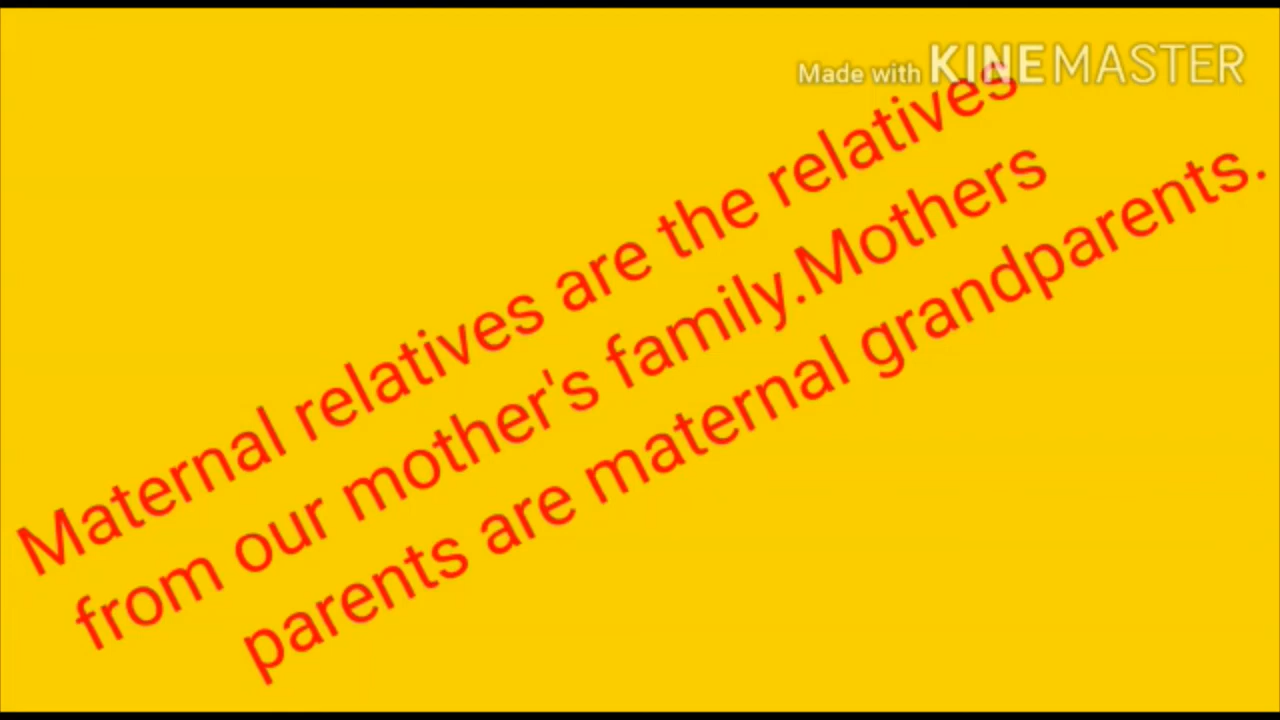 Made with KINEMASTER
Maternal relatives are the relatives
from our mother's family.Mothers
parents are maternal grandparents.